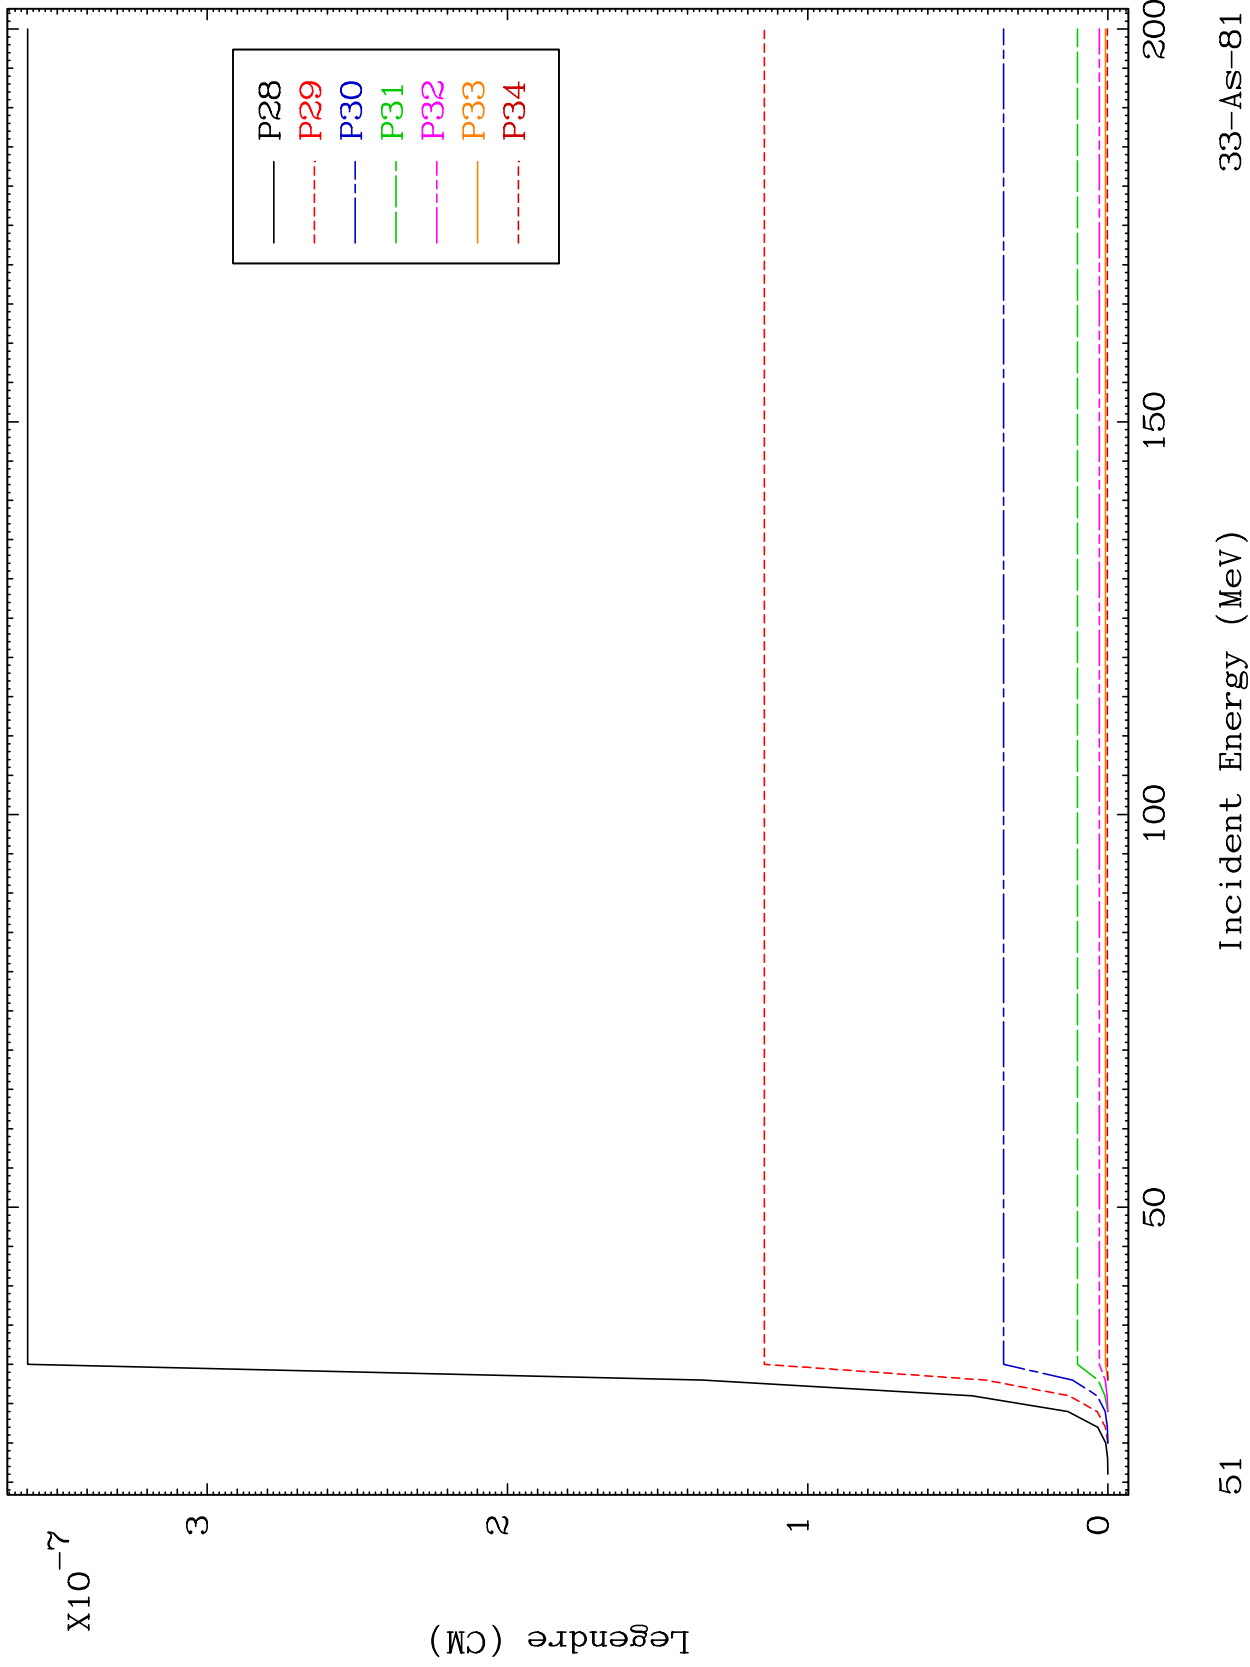 X10-7
Legendre (CM)
3
2
1
0
P28
P29
P30
P31
P32
P33
P34
50
100
150
200
Incident Energy (MeV)
51
33-As-81